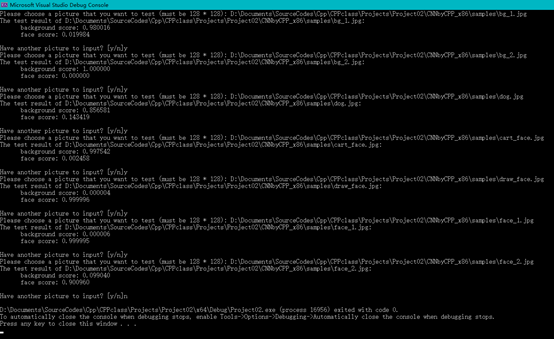 Microsoft Visual Studio Debug Console
Please choose a picture that you want to test (must be 128 * 128): D:\Documents\SourceCodes\Cpp\CPPclass\Projects\Project02\CNNbyCPP_x86\samples\bg_1.jpg
The test result of D:\Documents\SourceCodes\Cpp\CPPclass\Projects\Project02\CNNbyCPP_x86\samples\bg_1.jpg:
background score: 0.980016
face score: 0.019984
Have another picture to input? [y/n]y
Please choose a picture that you want to test (must be 128 * 128): D:\Documents\SourceCodes\Cpp\CPPclass\Projects\Project02\CNNbyCPP_x86\samples\bg_2.jpg
The test result of D:\Documents\SourceCodes\Cpp\CPPclass\Projects\Project02\CNNbyCPP_x86\samples\bg_2.jpg:
background score: 1.000000
face score: 0.000000
Have another picture to input? [y/n]y
Please choose a picture that you want to test (must be 128 * 128): D:\Documents\SourceCodes\Cpp\CPPclass\Projects\Project02\CNNbyCPP_x86\samples\dog.jpg
The test result of D:\Documents\SourceCodes\Cpp\CPPclass\Projects\Project02\CNNbyCPP_x86\samples\dog.jpg:
background score: 0.856581
face score: 0.143419
Have another picture to input? [y/n]y
Please choose a picture that you want to test (must be 128 * 128): D:\Documents\SourceCodes\Cpp\CPPclass\Projects\Project02\CNNbyCPP_x86\samples\cart_face.jpg
The test result of D:\Documents\SourceCodes\Cpp\CPPclass\Projects\Project02\CNNbyCPP_x86\samples\cart_face.jpg:
background score: 0.997542
face score: 0.002458
Have another picture to input? [y/n]y
Please choose a picture that you want to test (must be 128 * 128): D:\Documents\SourceCodes\Cpp\CPPclass\Projects\Project02\CNNbyCPP_x86\samples\draw_face.jpg
The test result of D:\Documents\SourceCodes\Cpp\CPPclass\Projects\Project02\CNNbyCPP_x86\samples\draw_face.jpg:
background score: 0.000004
face score: 0.999996
Have another picture to input? [y/n]y
Please choose a picture that you want to test (must be 128 * 128): D:\Documents\SourceCodes\Cpp\CPPclass\Projects\Project02\CNNbyCPP_x86\samples\face_1.jpg
The test result of D:\Documents\SourceCodes\Cpp\CPPclass\Projects\Project02\CNNbyCPP_x86\samples\face_1.jpg:
background score: 0.000006
face score: 0.999995
Have another picture to input? [y/n]y
Please choose a picture that you want to test (must be 128 * 128): D:\Documents\SourceCodes\Cpp\CPPclass\Projects\Project02\CNNbyCPP_x86\samples\face_2.jpg
The test result of D:\Documents\SourceCodes\Cpp\CPPclass\Projects\Project02\CNNbyCPP_x86\samples\face_2.jpg:
background score: 0.099040
face score: 0.900960
Have another picture to input? [y/n]n
D:\Documents\SourceCodes\Cpp\CPPclass\Projects\Project02\x64\Debug\Project02.exe (process 16956) exited with code 0.
To automatically close the console when debugging stops, enable Tools->Options->Debugging->Automatically close the console when debugging stops.
Press any key to close this window . . .